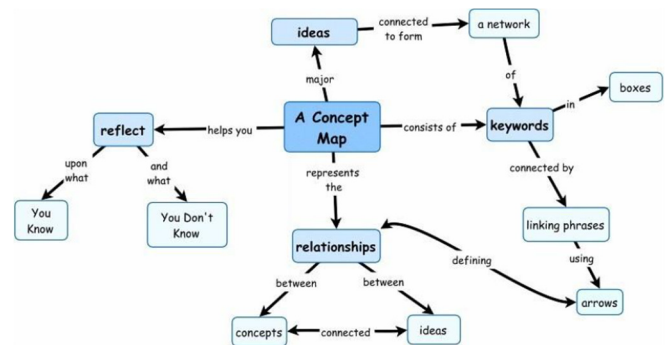 ideas
connected
to form
a network
major
of
boxes
in
A Concept
Map
reflect
helps you
consists of
keywords
upon
what
and
what
represents
the
connected by
You
Know
You Don't
Know
linking phrases
relationships
defining
using
between
between
arrows
concepts
connected
ideas